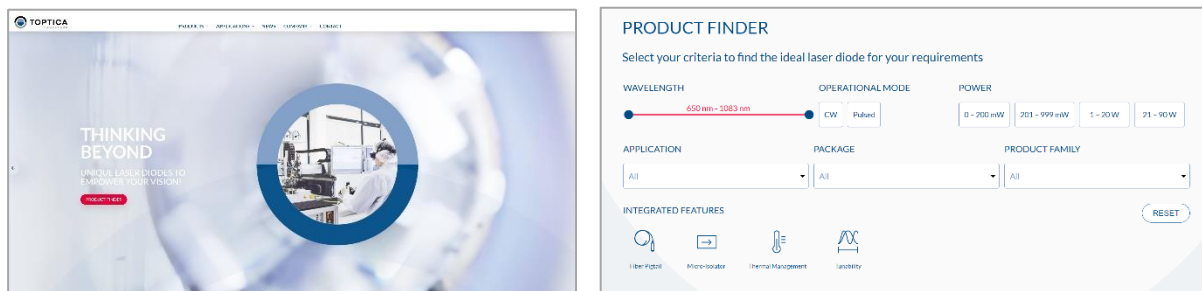 TOPTICA
PRODUCTS APPLICATIONS NEWS COMPANY CONTACT
THINKING
BEYOND
UNIQUE LASER DIODES TO
EMPOWER YOUR VISION!
PRODUCT FINDER
PRODUCT FINDER
Select your criteria to find the ideal laser diode for your requirements
WAVELENGTH OPERATIONAL MODE POWER
650 nm - 1083 nm
CW Pulsed 0 - 200 mW 201 - 999 mW 1 - 20 W 21 - 90 W
APPLICATION PACKAGE PRODUCT FAMILY
All All All
INTEGRATED FEATURES RESET
Fiber Pigtail Micro-Isolator Thermal Management Tunability